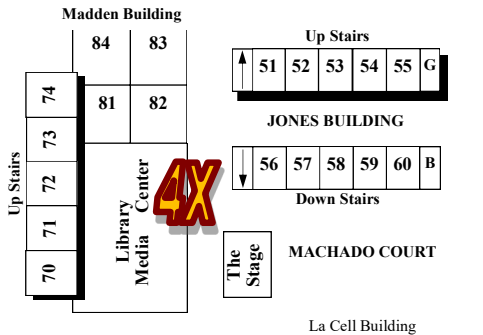 Madden Building
84 83
81 82
Up Stairs
74
73
72
71
70
Library
Media Center
4X
Up Stairs
51 52 53 54 55 G
JONES BUILDING
56 57 58 59 60 B
Down Stairs
The
Stage
MACHADO COURT
La Cell Building